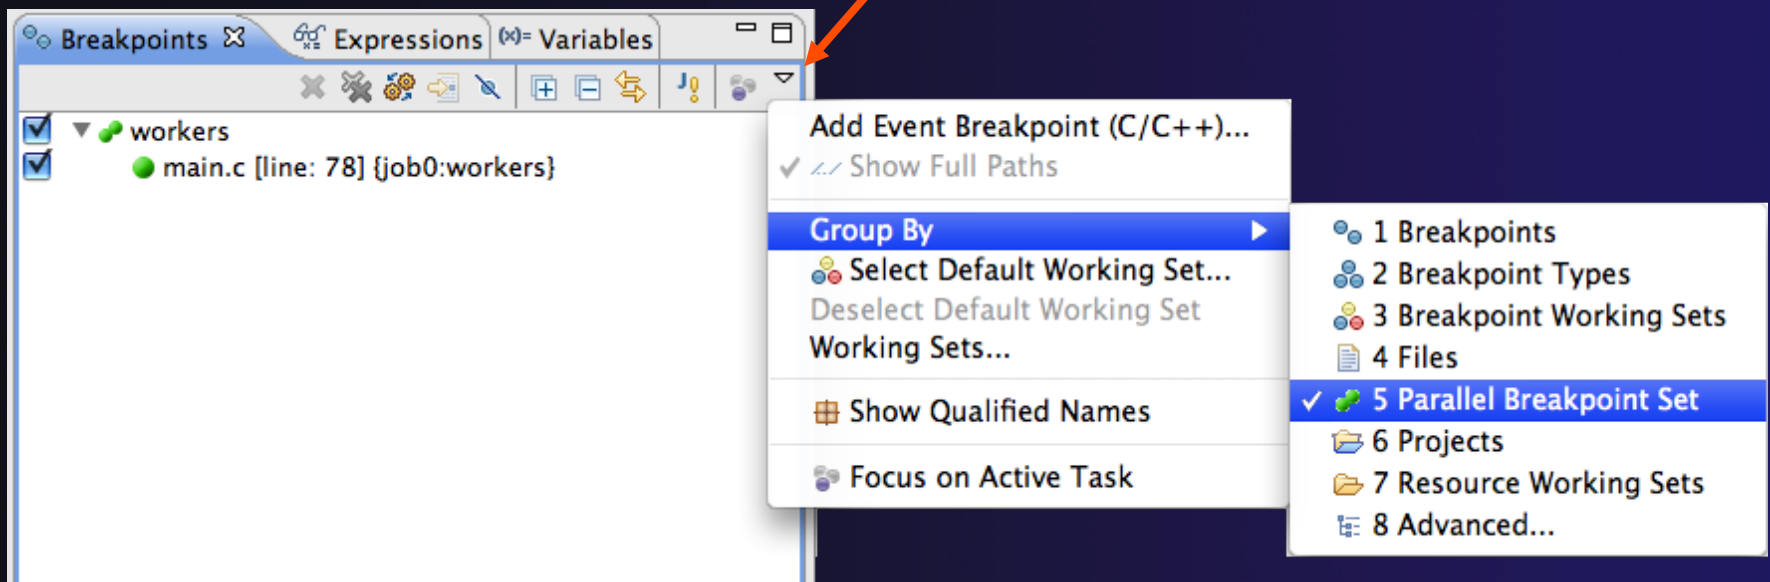 Breakpoints Expressions (x)= Variables
workers
main.c [line: 78] {job0:workers}
Add Event Breakpoint (C/C++)...
Show Full Paths
Group By
Select Default Working Set...
Deselect Default Working Set
Working Sets...
Show Qualified Names
Focus on Active Task
1 Breakpoints
2 Breakpoint Types
3 Breakpoint Working Sets
4 Files
5 Parallel Breakpoint Set
6 Projects
7 Resource Working Sets
8 Advanced...